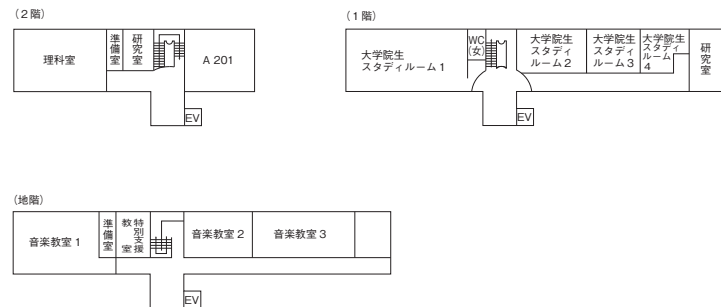 (2階)
理科室
準備室
研究室
A 201
EV
(1階)
大学院生
スタディルーム1
WC
(女)
大学院生
スタディ
ルーム2
大学院生
スタディ
ルーム3
大学院生
スタディ
ルーム
4
研究室
EV
(地階)
音楽教室1
準備室
特別支援
教室
音楽教室2
音楽教室3
EV